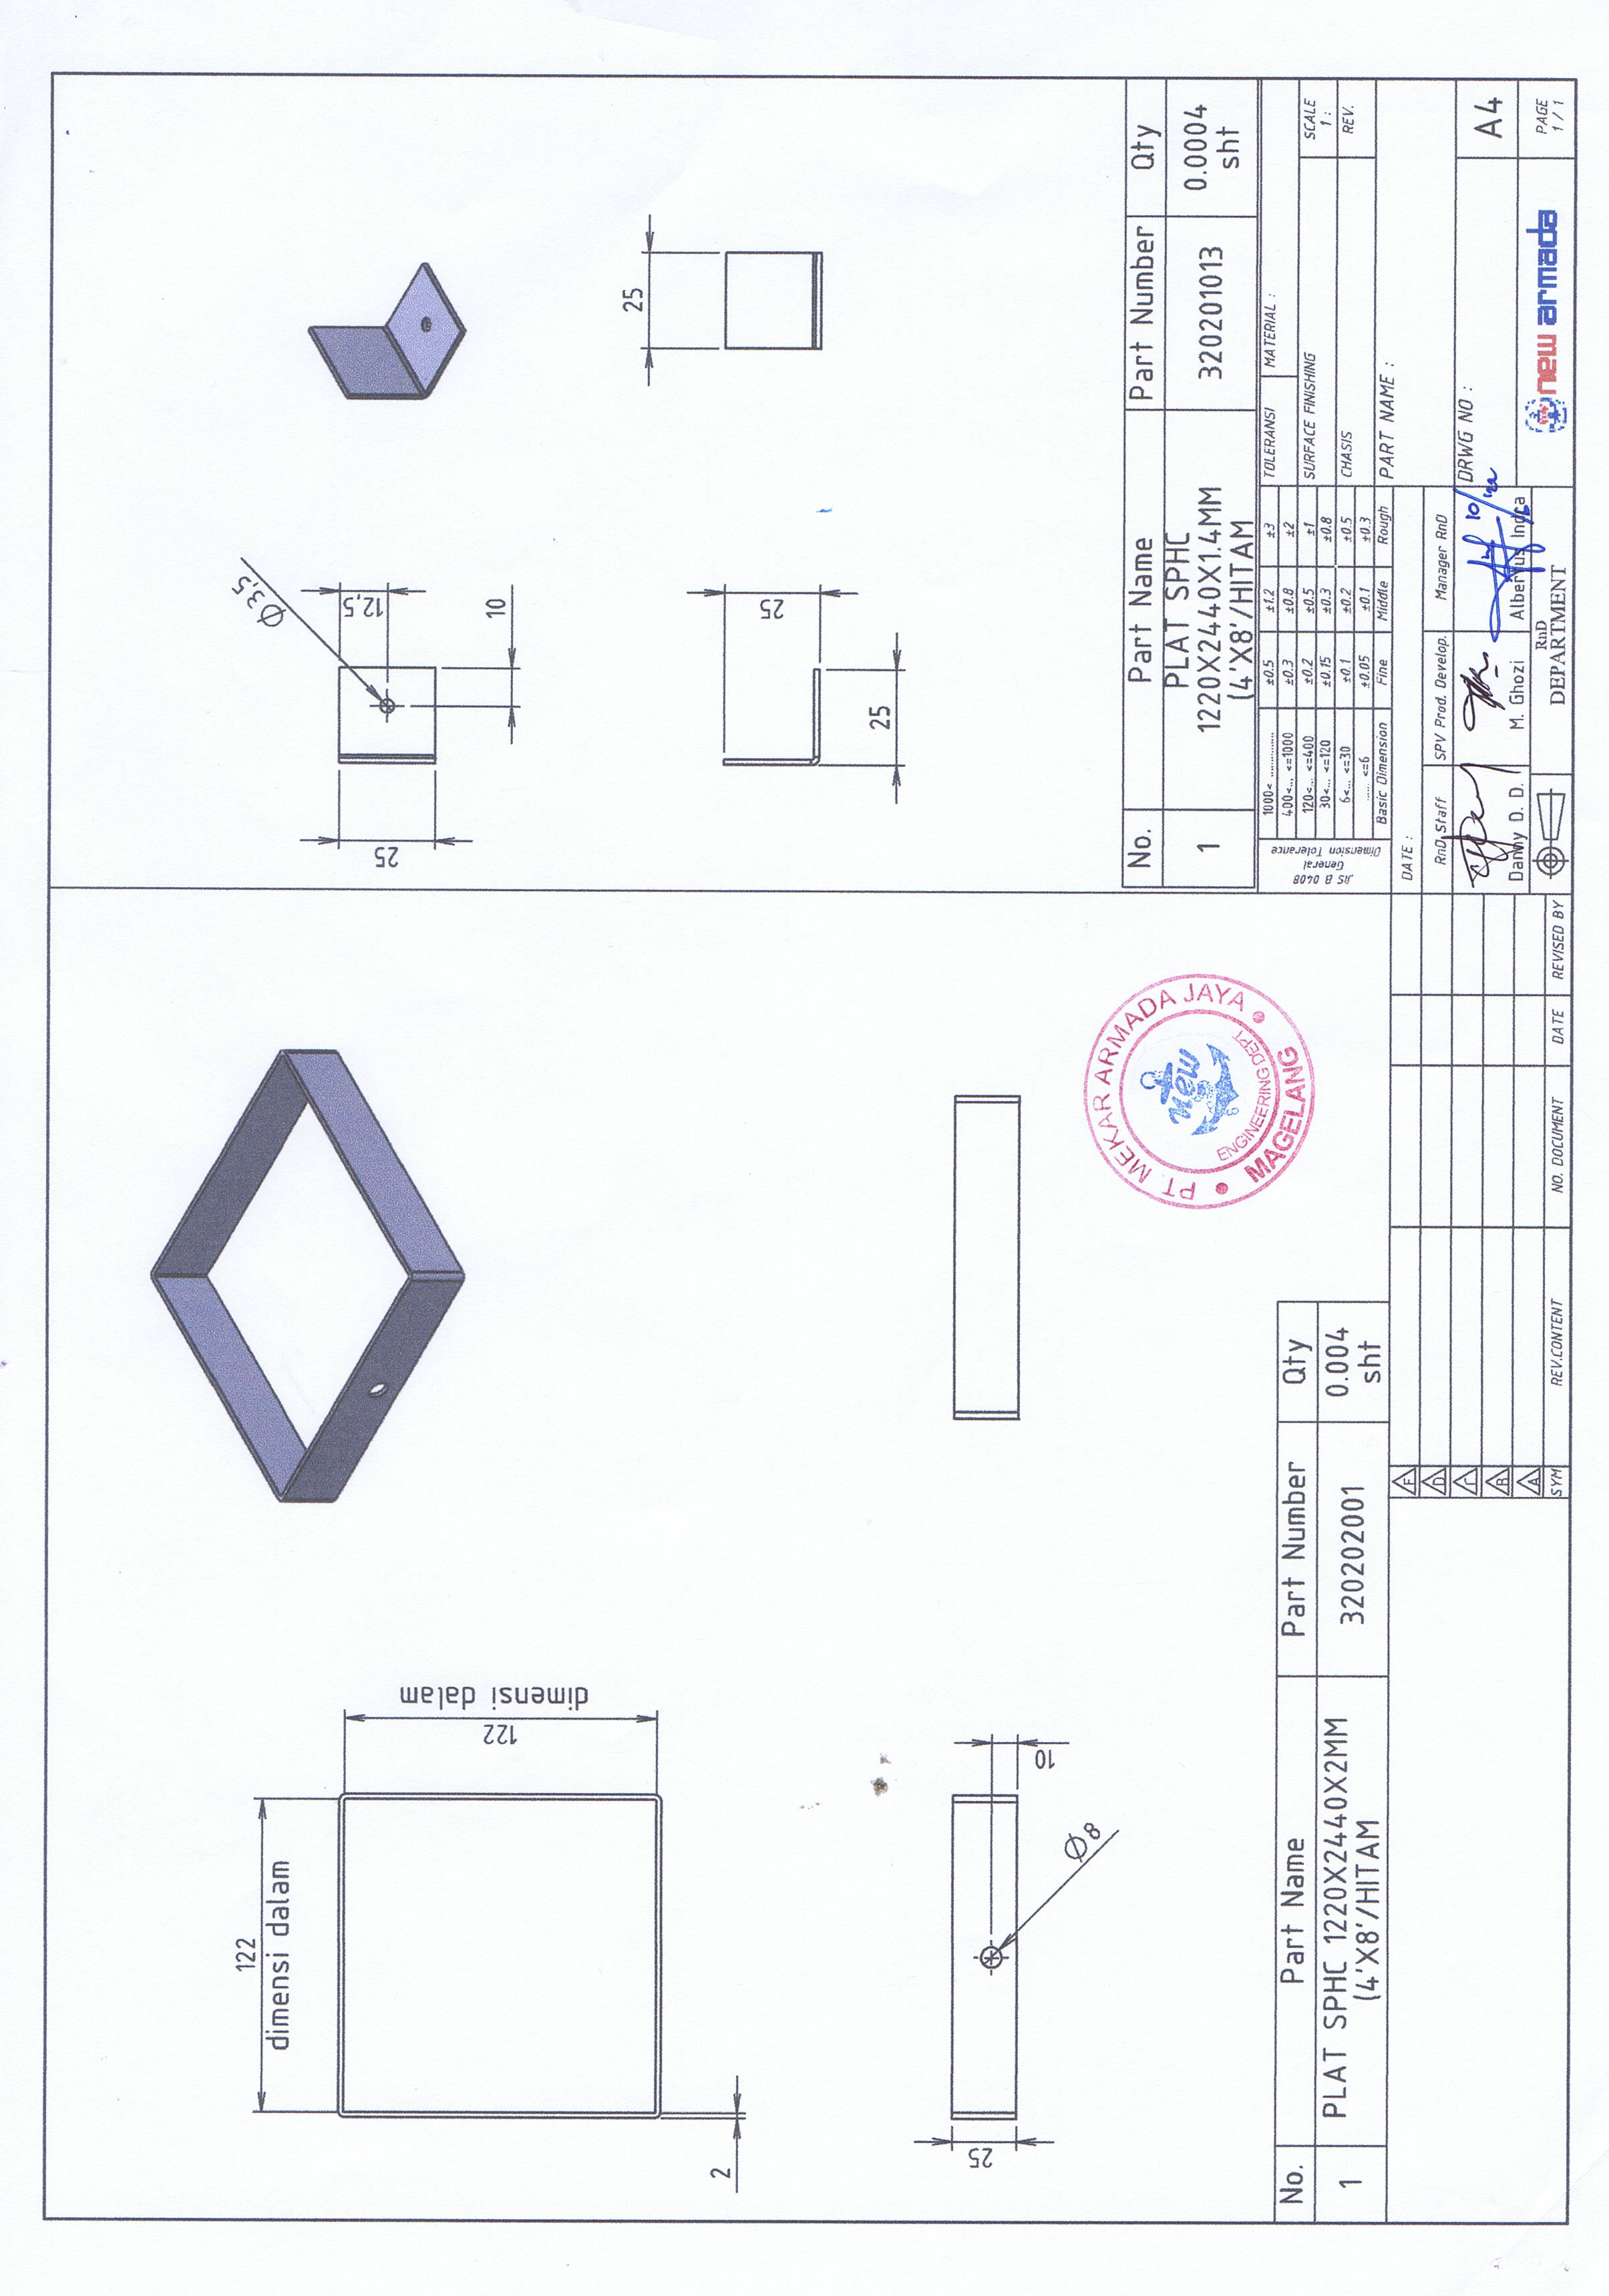 122
dimensi dalam
122
dimensi dalam
2
25
10
Ø8
Ø3,5
25
12,5
10
25
25
25
PT. MEKAR ARMADA JAYA
new
ENGINEERING DEPT
MAGELANG
No. Part Name Part Number Qty
1 PLAT SPHC 1220X2440X2MM (4'X8'/HITAM 320202001 0.004 sht
No. Part Name Part Number Qty
1 PLAT SPHC 1220X2440X1.4MM (4'X8'/HITAM 320201013 0.0004 sht
JIS B 0408
General
Dimension Tolerance
1000< ............... ±0.5 ±1.2 ±3
400<... <=1000 ±0.3 ±0.8 ±2
120<... <=400 ±0.2 ±0.5 ±1
30<... <=120 ±0.15 ±0.3 ±0.8
6<... <=30 ±0.1 ±0.2 ±0.5
...... <=6 ±0.05 ±0.1 ±0.3
Basic Dimension Fine Middle Rough
TOLERANSI MATERIAL :
SURFACE FINISHING SCALE
1 :
CHASIS REV.
PART NAME :
DATE :
RnD Staff SPV Prod. Develop. Manager RnD
Danny D. D. M. Ghozi Albertus Indra
DRWG NO :
A4
RnD
DEPARTMENT
new armada
PAGE
1 / 1
F
D
B
A
SYM REV.CONTENT NO. DOCUMENT DATE REVISED BY